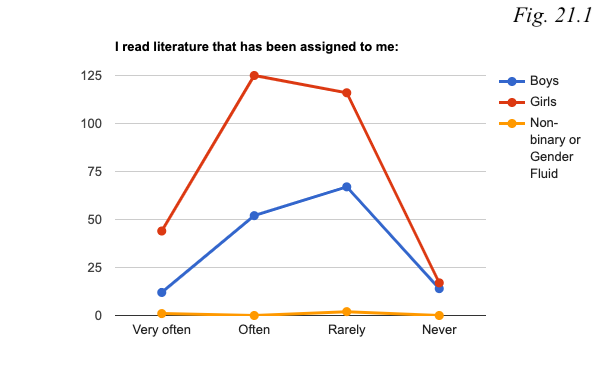 Fig. 21.1
I read literature that has been assigned to me:
125
100
75
50
25
0
Very often Often Rarely Never
Boys
Girls
Non-
binary or
Gender
Fluid